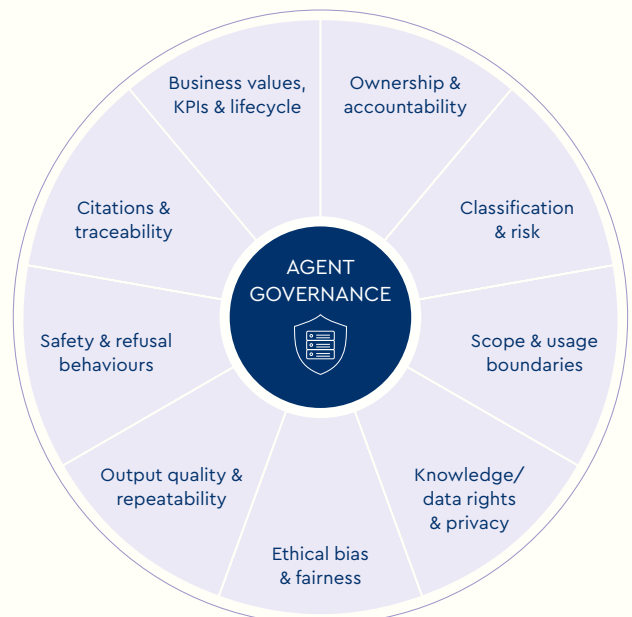 Business values,
KPIs & lifecycle
Ownership &
accountability
Citations &
traceability
Classification
& risk
AGENT
GOVERNANCE
Safety & refusal
behaviours
Scope & usage
boundaries
Output quality &
repeatability
Knowledge/
data rights
& privacy
Ethical bias
& fairness